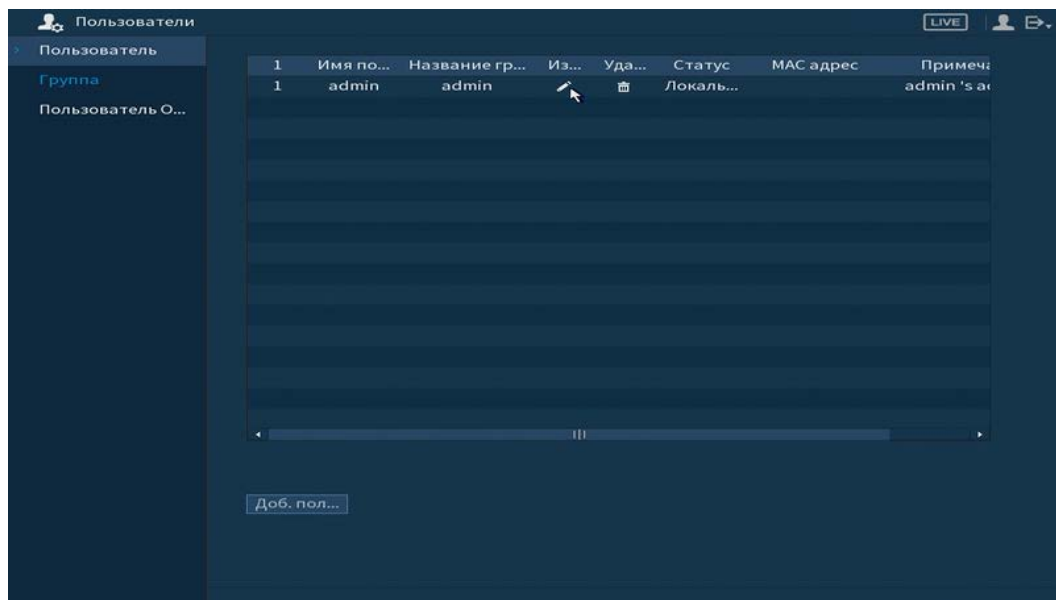 Пользователи LIVE
Пользователь
Группа
Пользователь О...
1 Имя по... Название гр... Из... Уда... Статус MAC адрес Примеча
1 admin admin Локаль... admin 's a
Доб. пол...